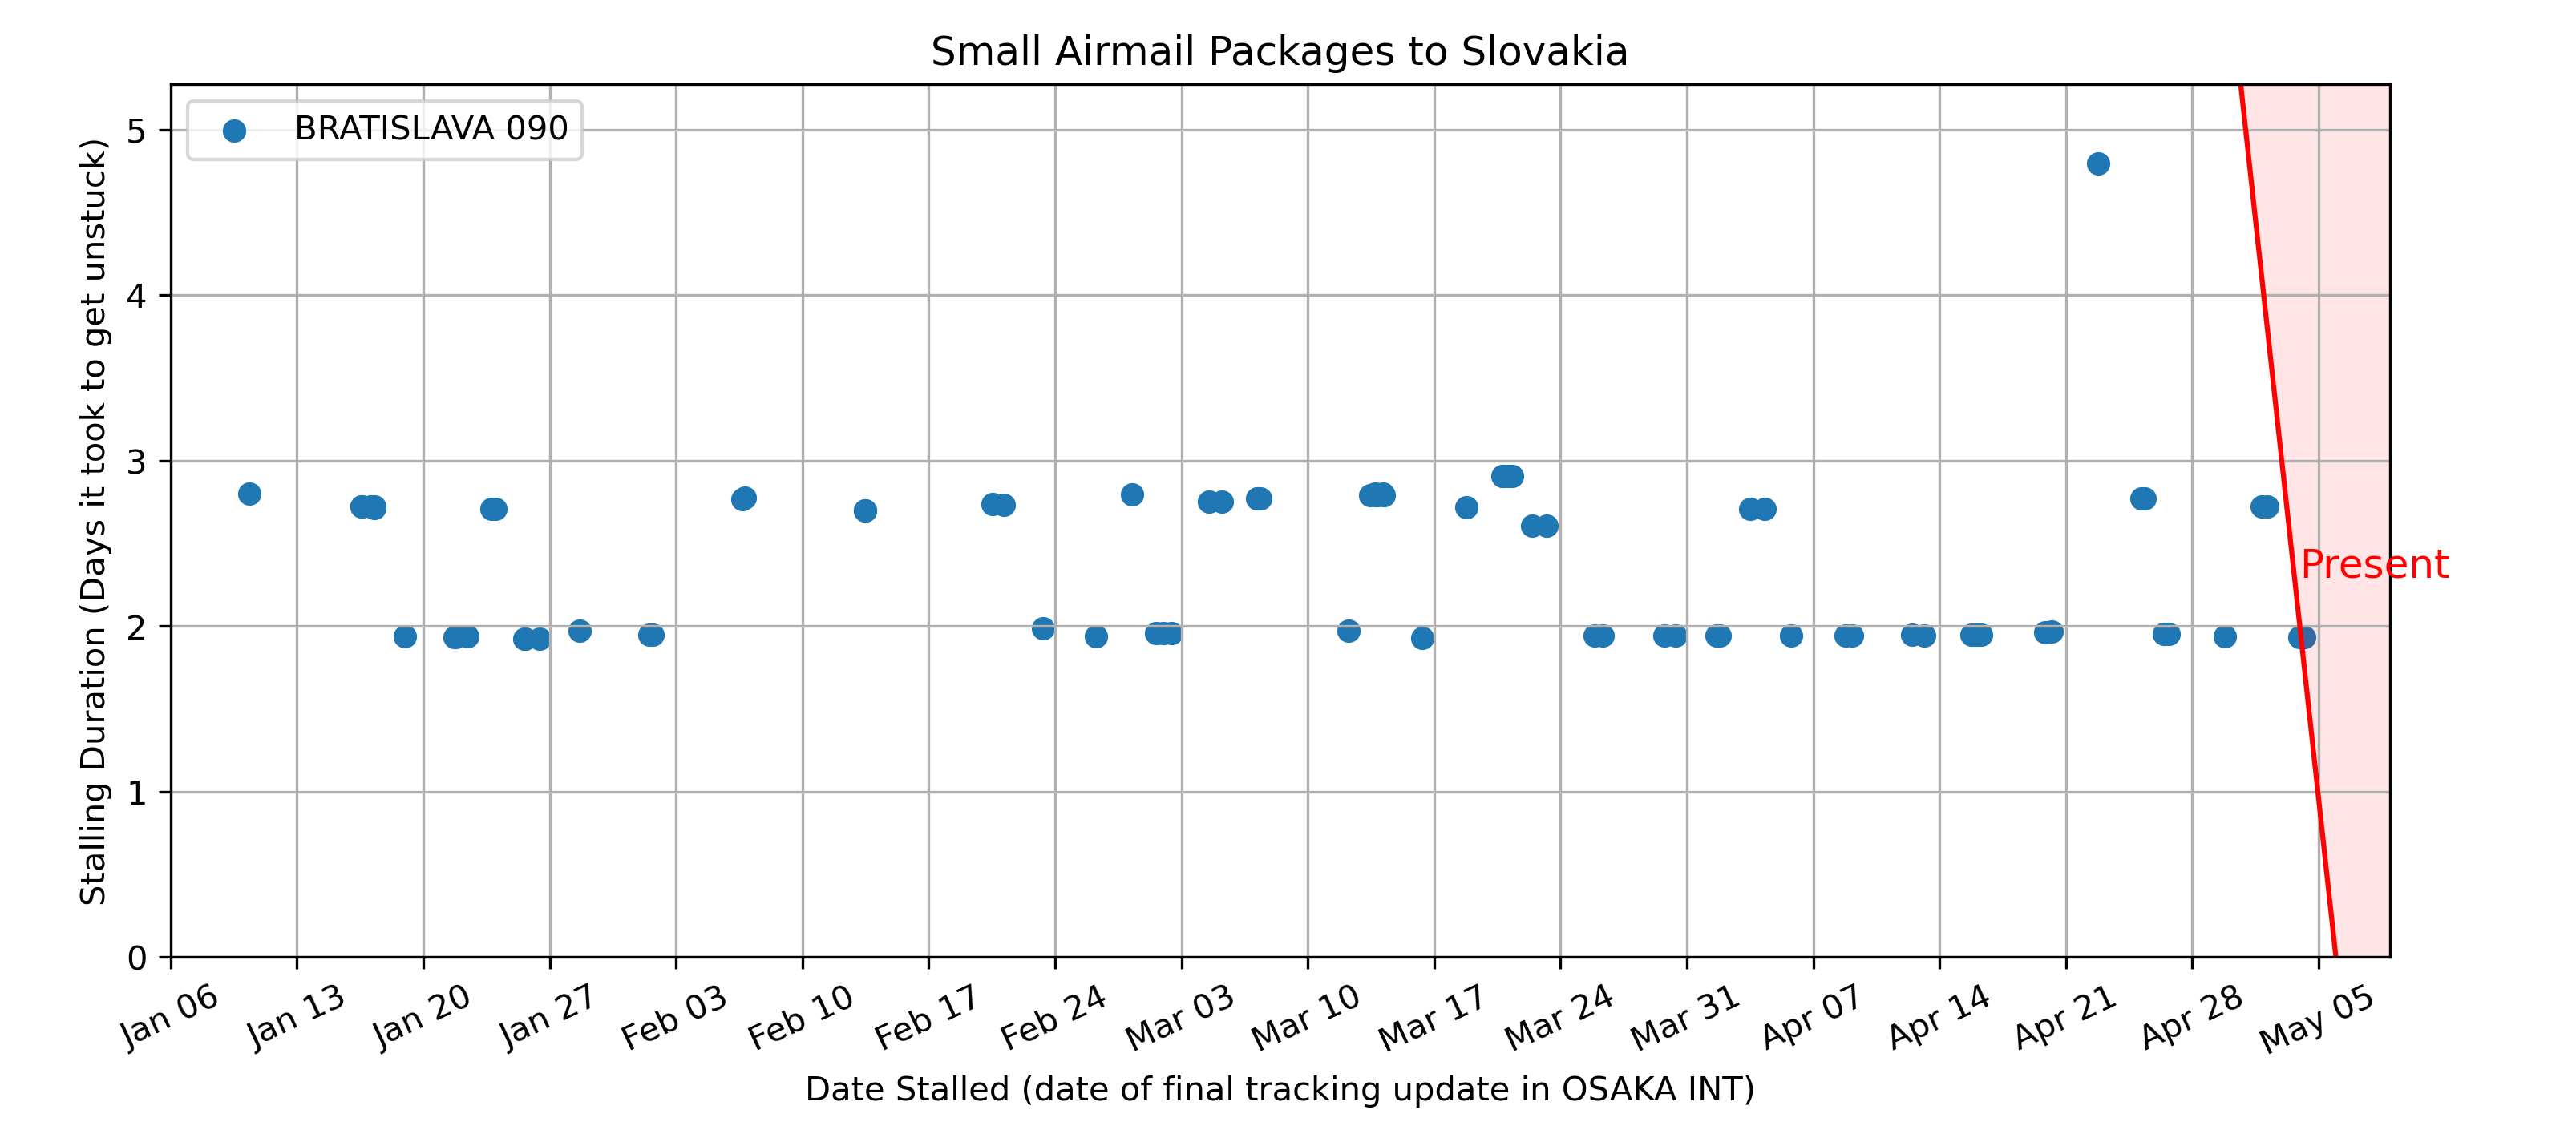 Small Airmail Packages to Slovakia
BRATISLAVA 090
Stalling Duration (Days it took to get unstuck)
5
4
3
2
1
0
Present
Jan 06
Jan 13
Jan 20
Jan 27
Feb 03
Feb 10
Feb 17
Feb 24
Mar 03
Mar 10
Mar 17
Mar 24
Mar 31
Apr 07
Apr 14
Apr 21
Apr 28
May 05
Date Stalled (date of final tracking update in OSAKA INT)